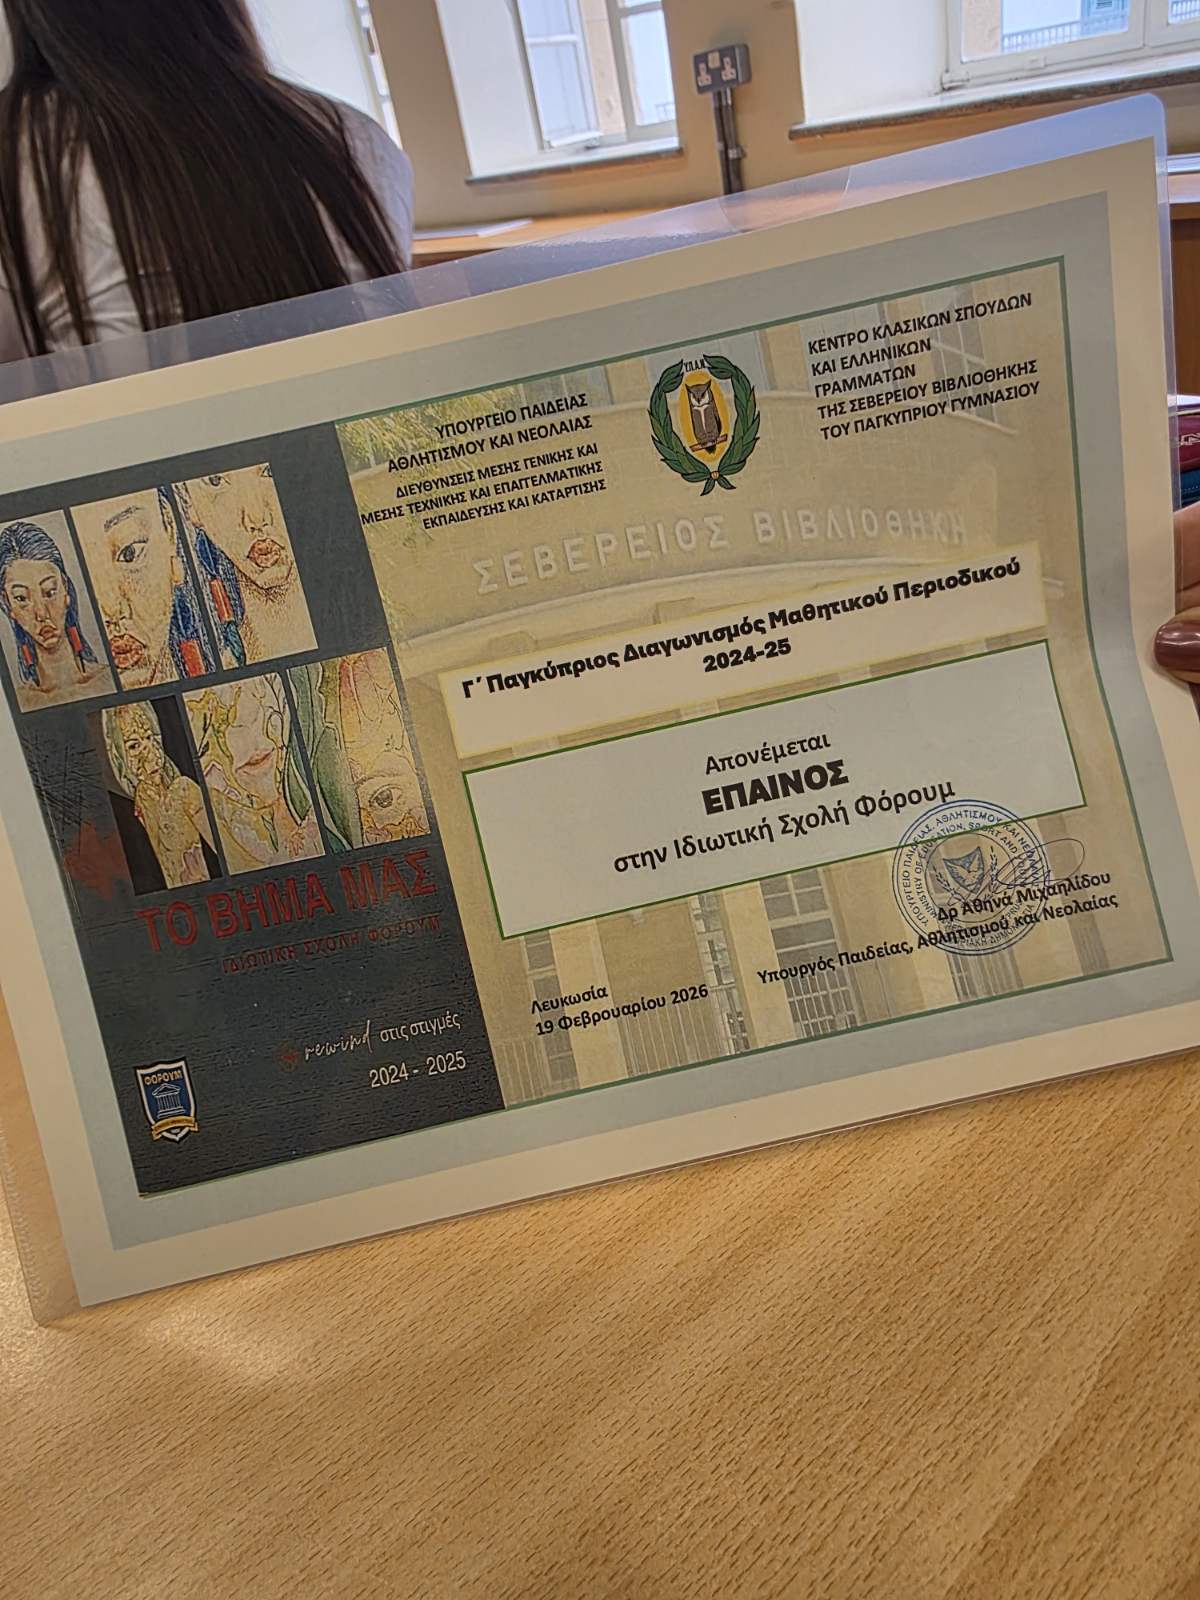 ΥΠΟΥΡΓΕΙΟ ΠΑΙΔΕΙΑΣ
ΑΘΛΗΤΙΣΜΟΥ ΚΑΙ ΝΕΟΛΑΙΑΣ
ΔΙΕΥΘΥΝΣΕΙΣ ΜΕΣΗΣ ΓΕΝΙΚΗΣ ΚΑΙ
ΜΕΣΗΣ ΤΕΧΝΙΚΗΣ ΚΑΙ ΕΠΑΓΓΕΛΜΑΤΙΚΗΣ
ΕΚΠΑΙΔΕΥΣΗΣ ΚΑΙ ΚΑΤΑΡΤΙΣΗΣ
Υ.Π.Α.Ν
ΚΕΝΤΡΟ ΚΛΑΣΙΚΩΝ ΣΠΟΥΔΩΝ
ΚΑΙ ΕΛΛΗΝΙΚΩΝ
ΓΡΑΜΜΑΤΩΝ
ΤΗΣ ΣΕΒΕΡΕΙΟΥ ΒΙΒΛΙΟΘΗΚΗΣ
ΤΟΥ ΠΑΓΚΥΠΡΙΟΥ ΓΥΜΝΑΣΙΟΥ
ΣΕΒΕΡΕΙΟΣ ΒΙΒΛΙΟΘΗΚΗ
Γ΄ Παγκύπριος Διαγωνισμός Μαθητικού Περιοδικού
2024-25
Απονέμεται
ΕΠΑΙΝΟΣ
στην Ιδιωτική Σχολή Φόρουμ
Δρ Αθηνά Μιχαηλίδου
Υπουργός Παιδείας, Αθλητισμού και Νεολαίας
Λευκωσία
19 Φεβρουαρίου 2026
ΤΟ ΒΗΜΑ ΜΑΣ
ΙΔΙΩΤΙΚΗ ΣΧΟΛΗ ΦΟΡΟΥΜ
rewind στις στιγμές
2024 - 2025
ΦΟΡΟΥΜ